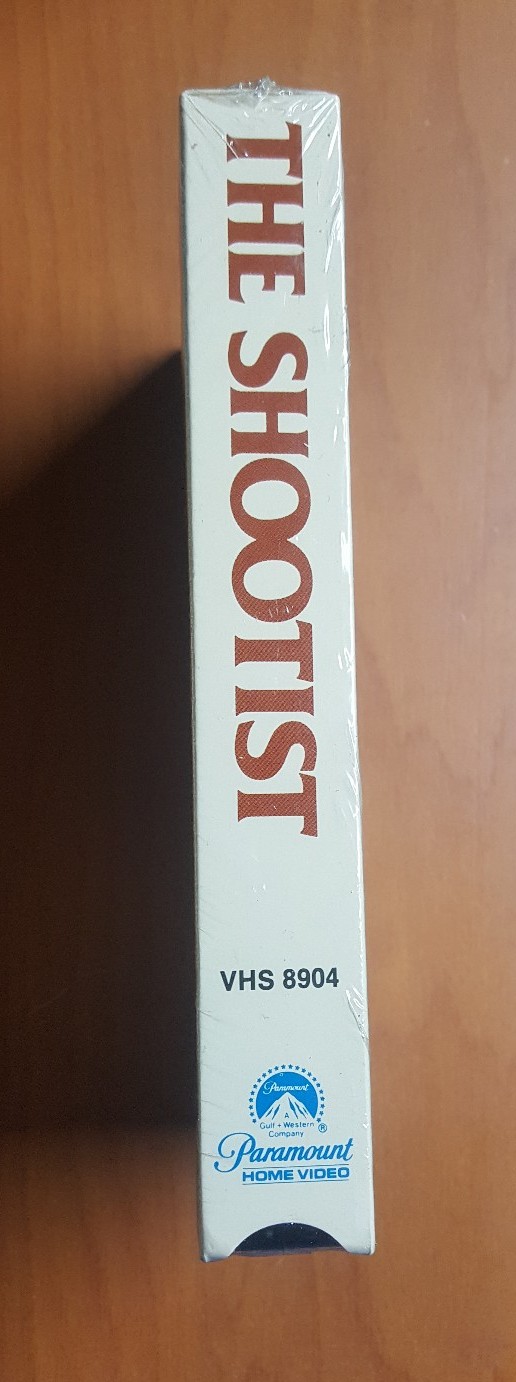 THE SHOOTIST
VHS 8904
Paramount
A
Gulf + Western
Company
®
Paramount
HOME VIDEO